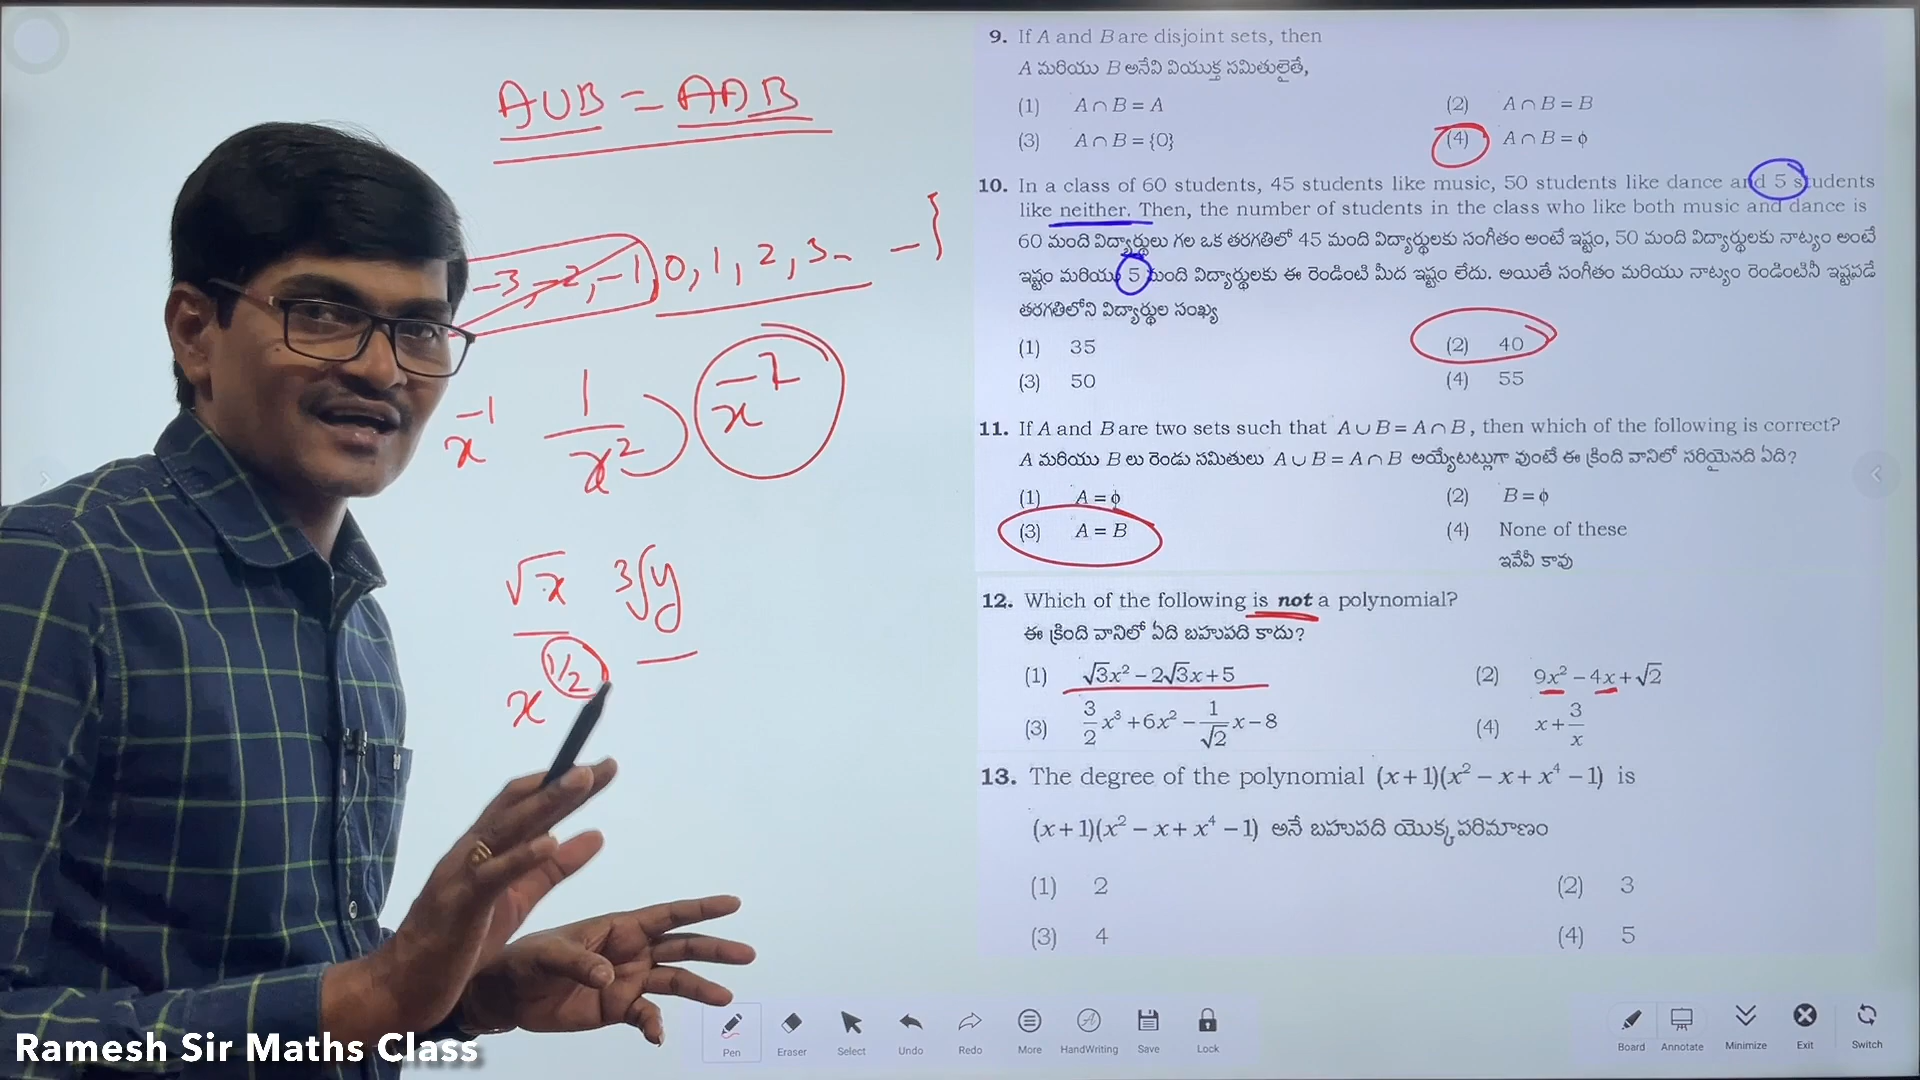 A∪B = A∩B
-3, -2, -1, 0, 1, 2, 3 - - }
x⁻¹ 1/x² ) x⁻²
√x ³√y
x^1/2
9. If A and B are disjoint sets, then
A మరియు B అనేవి వియుక్త సమితులైతే,
(1) A∩B = A (2) A∩B = B
(3) A∩B = {0} (4) A∩B = ϕ
10. In a class of 60 students, 45 students like music, 50 students like dance and 5 students
like neither. Then, the number of students in the class who like both music and dance is
60 మంది విద్యార్థులు గల ఒక తరగతిలో 45 మంది విద్యార్థులకు సంగీతం అంటే ఇష్టం, 50 మంది విద్యార్థులకు నాట్యం అంటే
ఇష్టం మరియు 5 మంది విద్యార్థులకు ఈ రెండింటి మీద ఇష్టం లేదు. అయితే సంగీతం మరియు నాట్యం రెండింటినీ ఇష్టపడే
తరగతిలోని విద్యార్థుల సంఖ్య
(1) 35 (2) 40
(3) 50 (4) 55
11. If A and B are two sets such that A∪B = A∩B, then which of the following is correct?
A మరియు B లు రెండు సమితులు A∪B = A∩B అయ్యేటట్లుగా వుంటే ఈ క్రింది వానిలో సరియైనది ఏది?
(1) A = ϕ (2) B = ϕ
(3) A = B (4) None of these
ఇవేవీ కావు
12. Which of the following is not a polynomial?
ఈ క్రింది వానిలో ఏది బహుపది కాదు?
(1) √3x² − 2√3x + 5 (2) 9x² − 4x + √2
(3) 3/2 x³ + 6x² − 1/√2 x − 8 (4) x + 3/x
13. The degree of the polynomial (x+1)(x² − x + x⁴ − 1) is
(x+1)(x² − x + x⁴ − 1) అనే బహుపది యొక్క పరిమాణం
(1) 2 (2) 3
(3) 4 (4) 5
Pen Eraser Select Undo Redo More HandWriting Save Lock Board Annotate Minimize Exit Switch
Ramesh Sir Maths Class